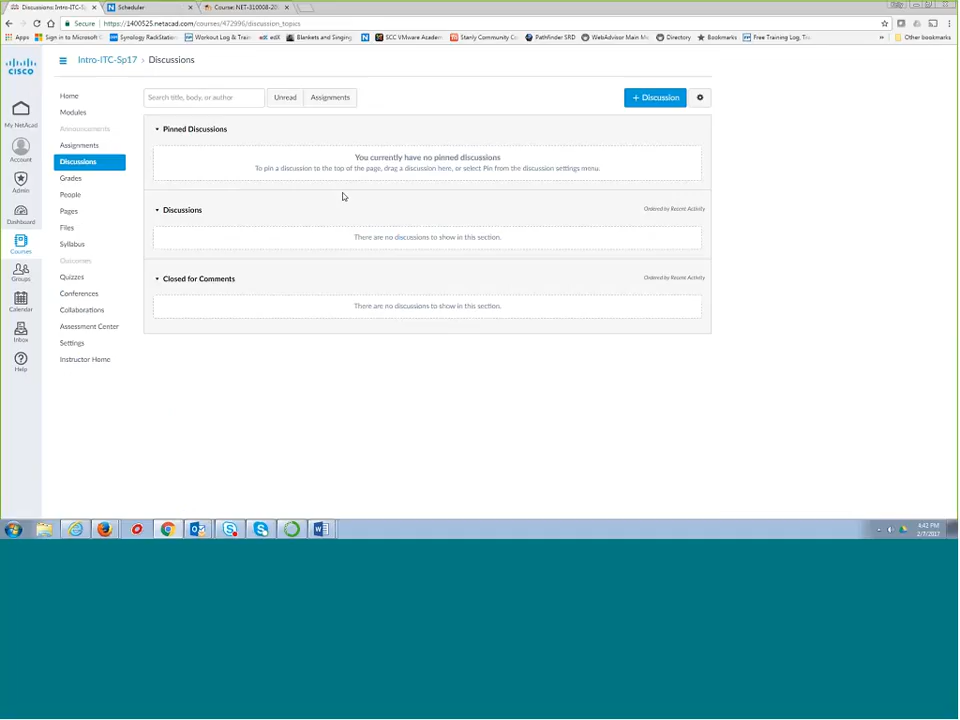 Discussions: Intro-ITC-S
Scheduler
Course: NET-310008-20
Secure
https://1400525.netacad.com/courses/472996/discussion_topics
Apps
Sign in to Microsoft
Synology RackStation
Workout Log & Train
edX
Blankets and Singing
SCC VMware Academ
Stanly Community Co
Pathfinder SRD
WebAdvisor Main M
Directory
Bookmarks
Free Training Log, Tr
»
Other bookmarks
CISCO
Intro-ITC-Sp17 › Discussions
My NetAcad
Account
Admin
Dashboard
Courses
Groups
Calendar
Inbox
Help
Home
Modules
Announcements
Assignments
Discussions
Grades
People
Pages
Files
Syllabus
Outcomes
Quizzes
Conferences
Collaborations
Assessment Center
Settings
Instructor Home
Search title, body, or author
Unread
Assignments
+ Discussion
Pinned Discussions
You currently have no pinned discussions
To pin a discussion to the top of the page, drag a discussion here, or select Pin from the discussion settings menu.
Discussions
Ordered by Recent Activity
There are no discussions to show in this section.
Closed for Comments
Ordered by Recent Activity
There are no discussions to show in this section.
4:42 PM
2/7/2017